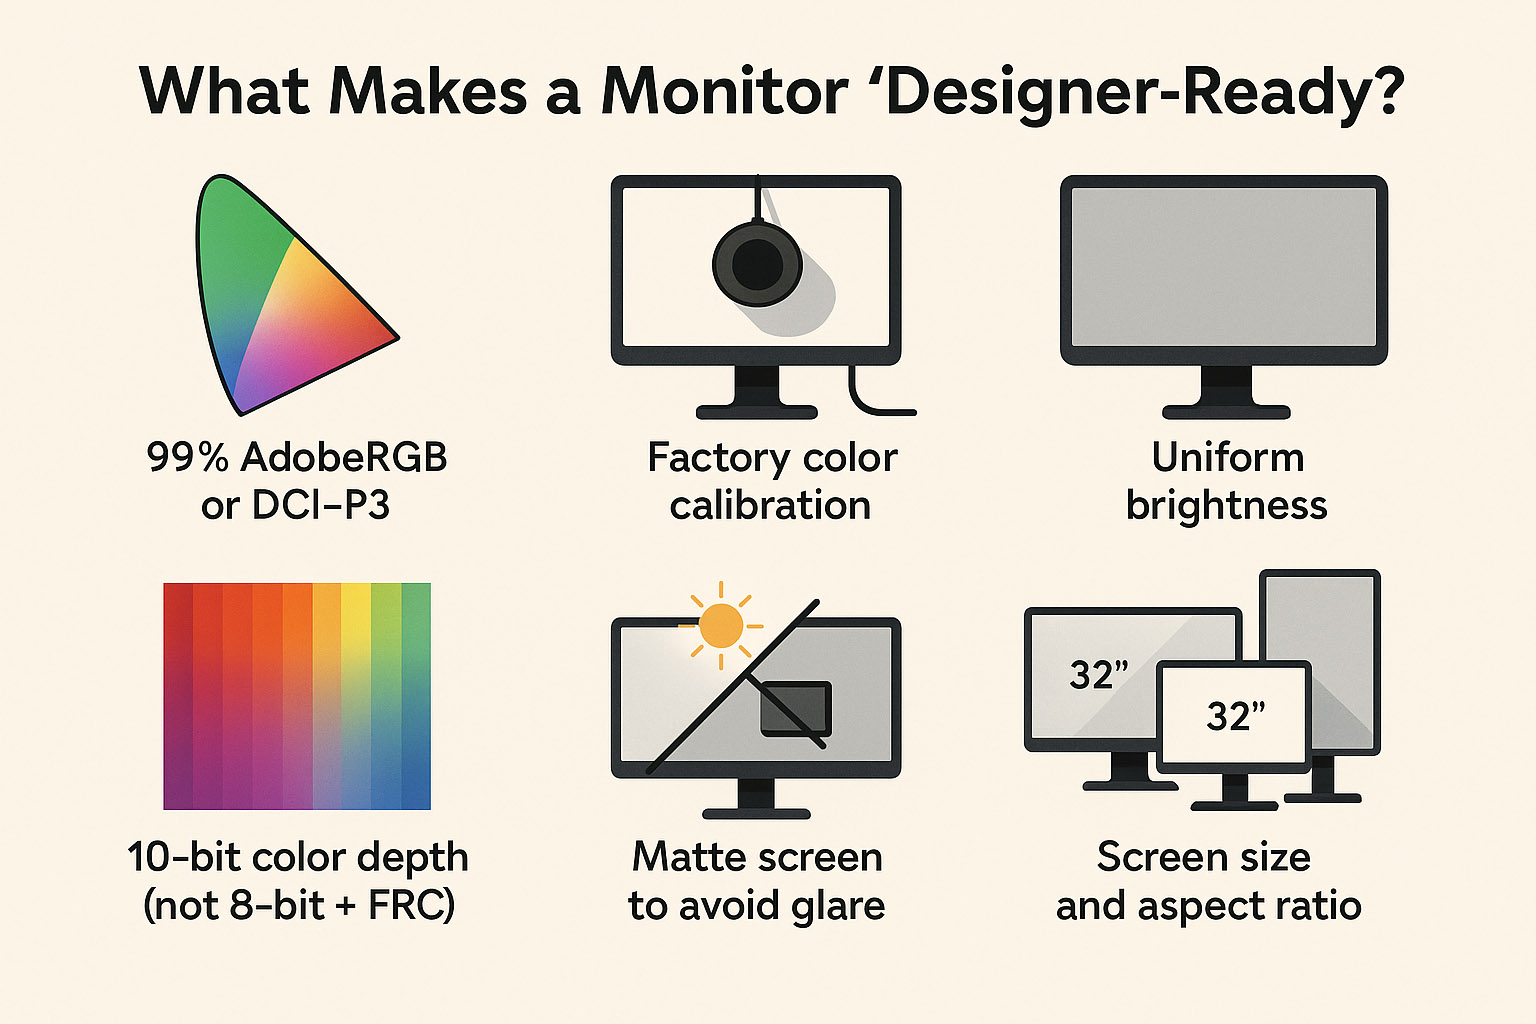 What Makes a Monitor ‘Designer-Ready?
99% AdobeRGB
or DCI–P3
Factory color
calibration
Uniform
brightness
10–bit color depth
(not 8–bit + FRC)
Matte screen
to avoid glare
32”
32”
Screen size
and aspect ratio